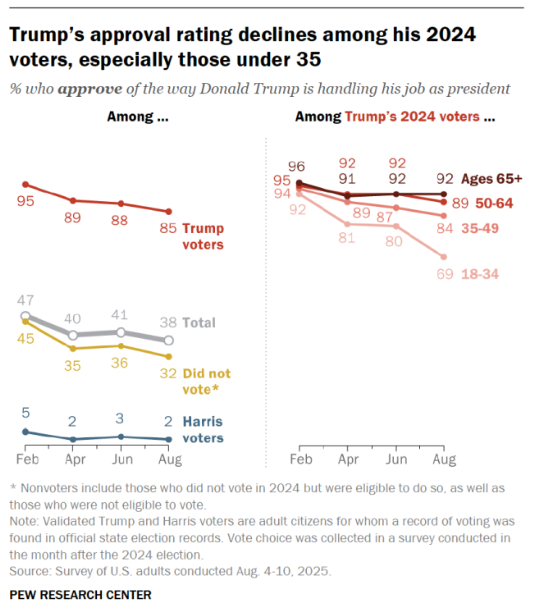 Trump's approval rating declines among his 2024
voters, especially those under 35
% who approve of the way Donald Trump is handling his job as president
Among ...
95
89
88
85 Trump
voters
47
40
41
38 Total
45
35
36
32 Did not
vote*
5
2
3
2 Harris
voters
Feb Apr Jun Aug
Among Trump's 2024 voters ...
96
92
92
91
92
92 Ages 65+
95
89 50-64
94
89
87
84 35-49
92
81
80
69 18-34
Feb Apr Jun Aug
* Nonvoters include those who did not vote in 2024 but were eligible to do so, as well as
those who were not eligible to vote.
Note: Validated Trump and Harris voters are adult citizens for whom a record of voting was
found in official state election records. Vote choice was collected in a survey conducted in
the month after the 2024 election.
Source: Survey of U.S. adults conducted Aug. 4-10, 2025.
PEW RESEARCH CENTER